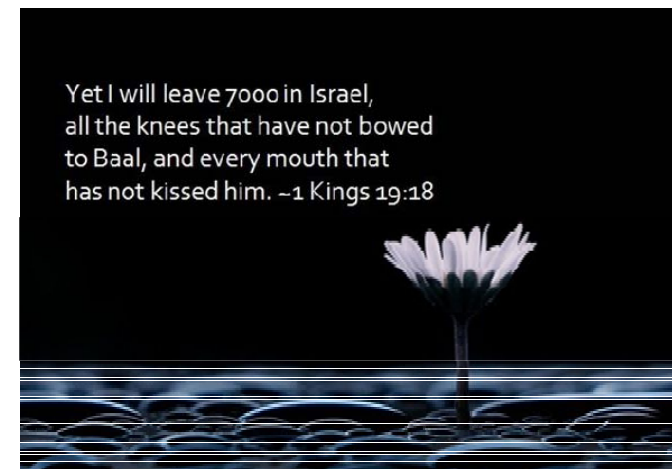 Yet I will leave 7000 in Israel,
all the knees that have not bowed
to Baal, and every mouth that
has not kissed him. ~1 Kings 19:18